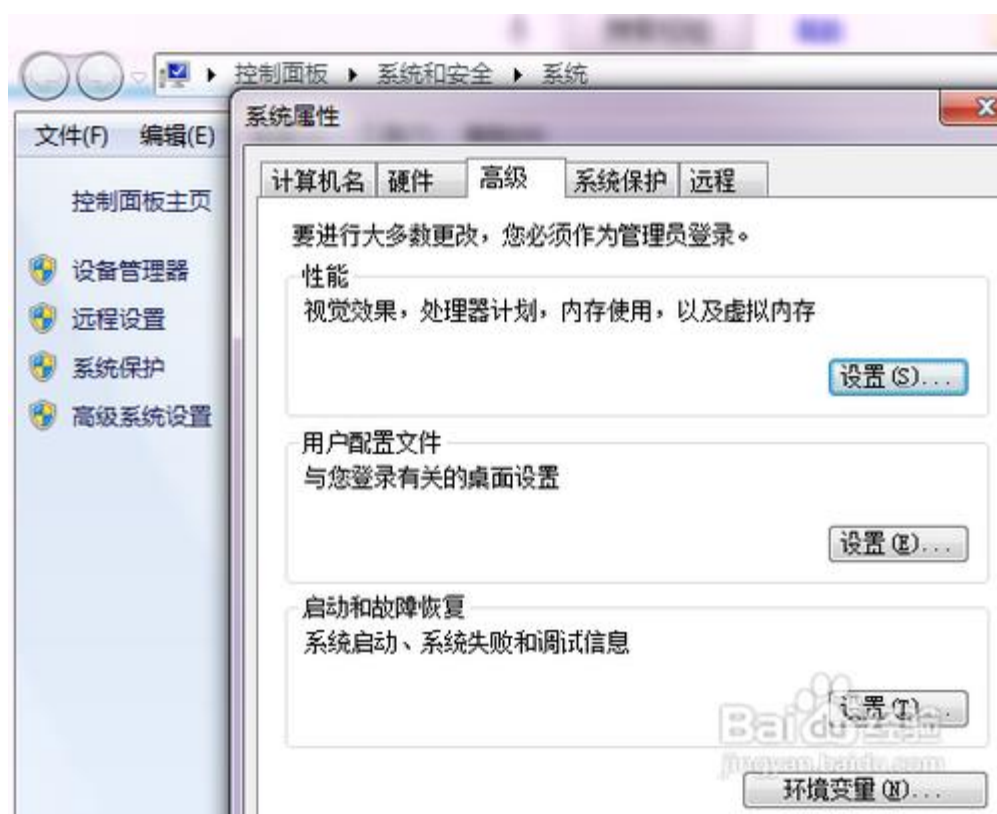 控制面板 ▸ 系统和安全 ▸ 系统
系统属性
文件(F) 编辑(E)
计算机名 硬件 高级 系统保护 远程
控制面板主页
设备管理器
远程设置
系统保护
高级系统设置
要进行大多数更改，您必须作为管理员登录。
性能
视觉效果，处理器计划，内存使用，以及虚拟内存
设置(S)...
用户配置文件
与您登录有关的桌面设置
设置(E)...
启动和故障恢复
系统启动、系统失败和调试信息
设置(T)...
Baidu 经验
jingyan.baidu.com
环境变量(N)...